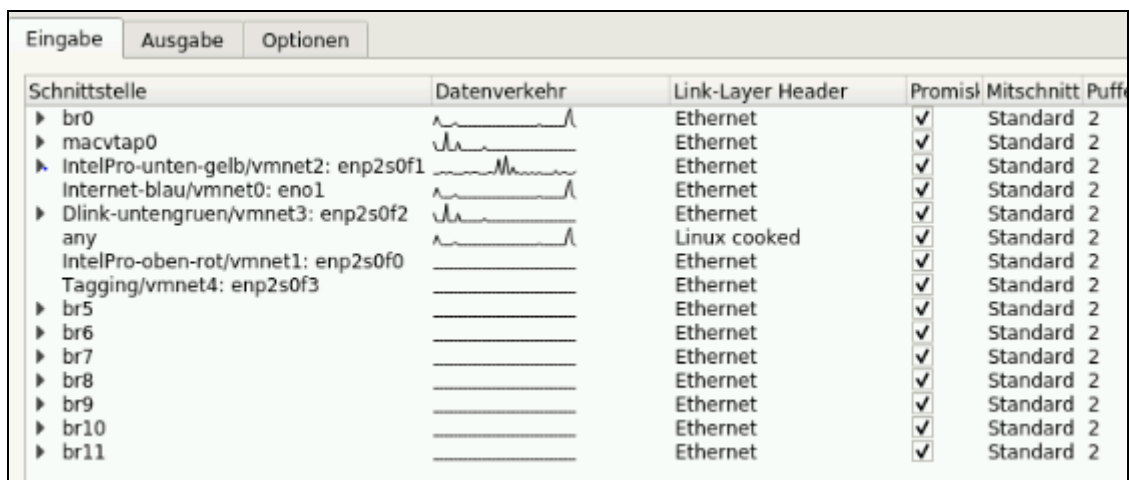 Eingabe Ausgabe Optionen
Schnittstelle Datenverkehr Link-Layer Header Promisk Mitschnitt Puffe
br0 Ethernet Standard 2
macvtap0 Ethernet Standard 2
IntelPro-unten-gelb/vmnet2: enp2s0f1 Ethernet Standard 2
Internet-blau/vmnet0: eno1 Ethernet Standard 2
Dlink-untengruen/vmnet3: enp2s0f2 Ethernet Standard 2
any Linux cooked Standard 2
IntelPro-oben-rot/vmnet1: enp2s0f0 Ethernet Standard 2
Tagging/vmnet4: enp2s0f3 Ethernet Standard 2
br5 Ethernet Standard 2
br6 Ethernet Standard 2
br7 Ethernet Standard 2
br8 Ethernet Standard 2
br9 Ethernet Standard 2
br10 Ethernet Standard 2
br11 Ethernet Standard 2